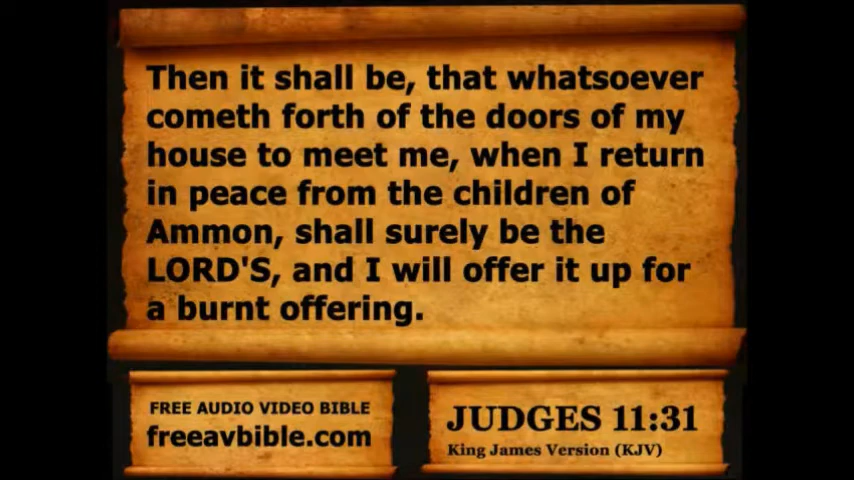 Then it shall be, that whatsoever
cometh forth of the doors of my
house to meet me, when I return
in peace from the children of
Ammon, shall surely be the
LORD'S, and I will offer it up for
a burnt offering.
FREE AUDIO VIDEO BIBLE
freeavbible.com
JUDGES 11:31
King James Version (KJV)